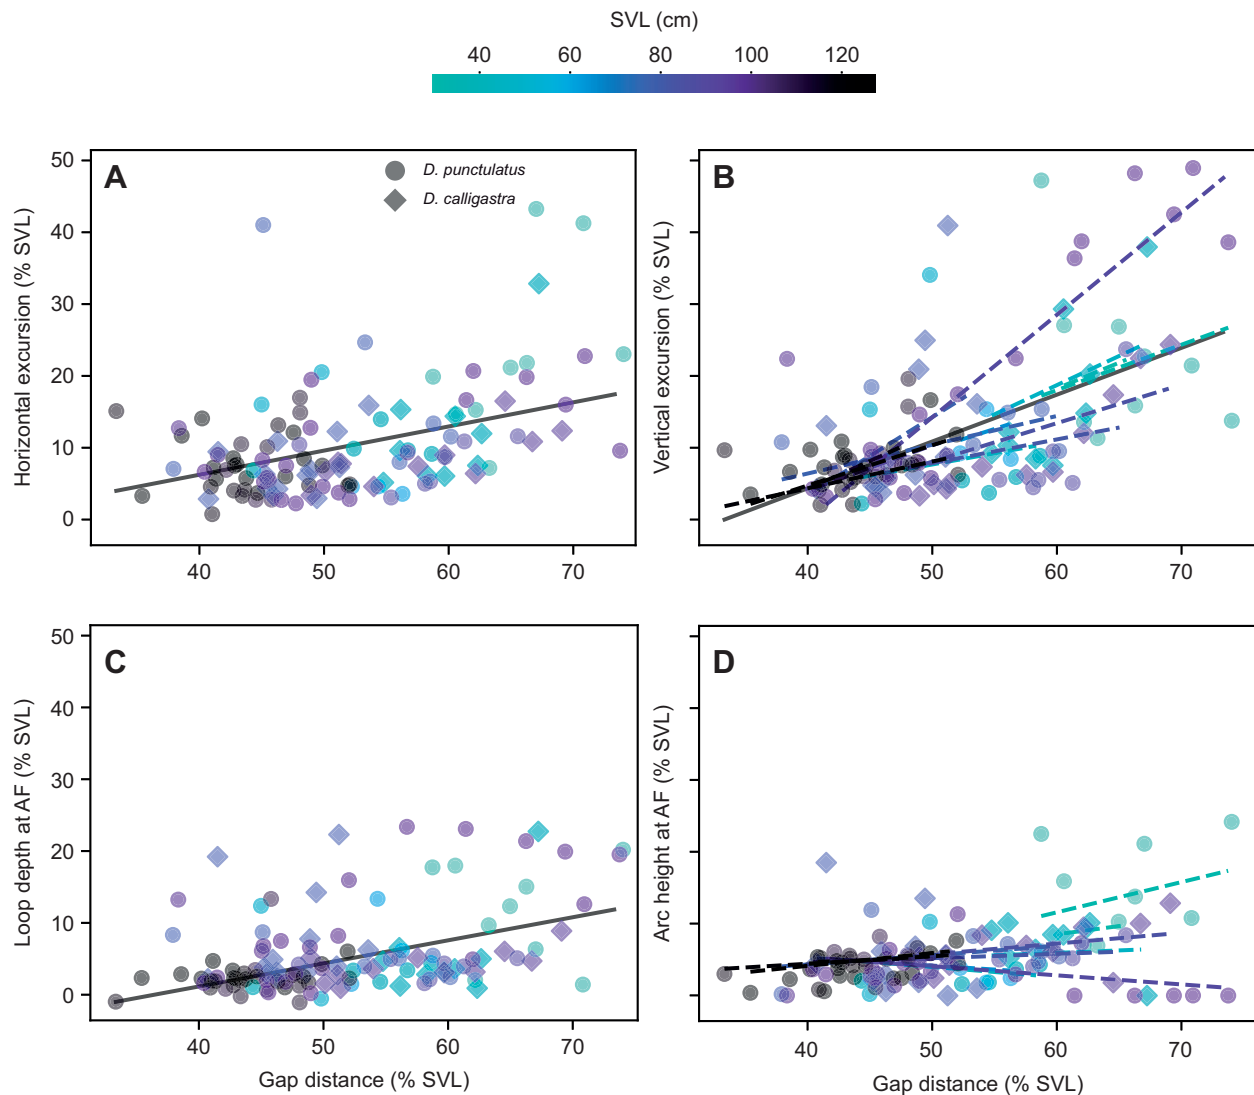 SVL (cm)
40 60 80 100 120
A
D. punctulatus
D. calligastra
Horizontal excursion (% SVL)
50
40
30
20
10
0
40 50 60 70
B
Vertical excursion (% SVL)
40 50 60 70
C
Loop depth at AF (% SVL)
50
40
30
20
10
0
40 50 60 70
Gap distance (% SVL)
D
Arc height at AF (% SVL)
40 50 60 70
Gap distance (% SVL)